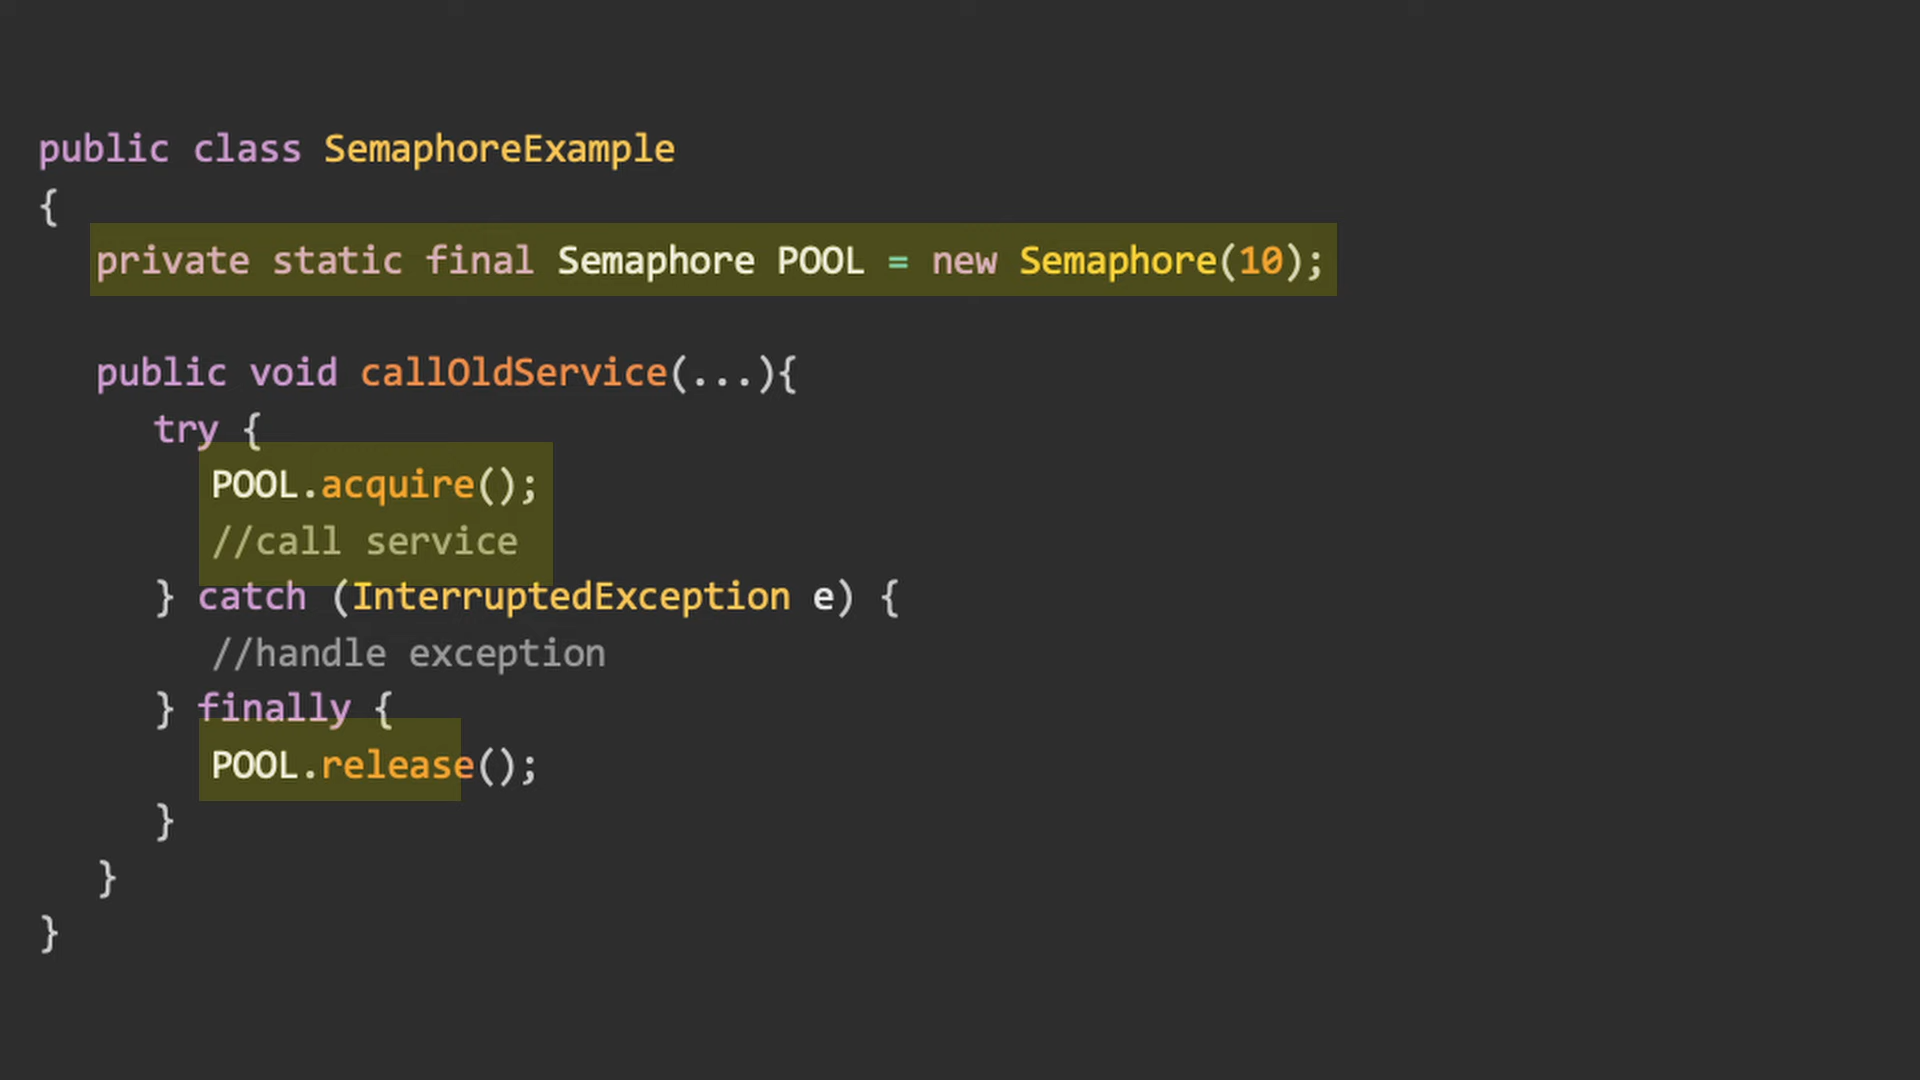 public class SemaphoreExample
{
private static final Semaphore POOL = new Semaphore(10);
public void callOldService(...){
try {
POOL.acquire();
//call service
} catch (InterruptedException e) {
//handle exception
} finally {
POOL.release();
}
}
}